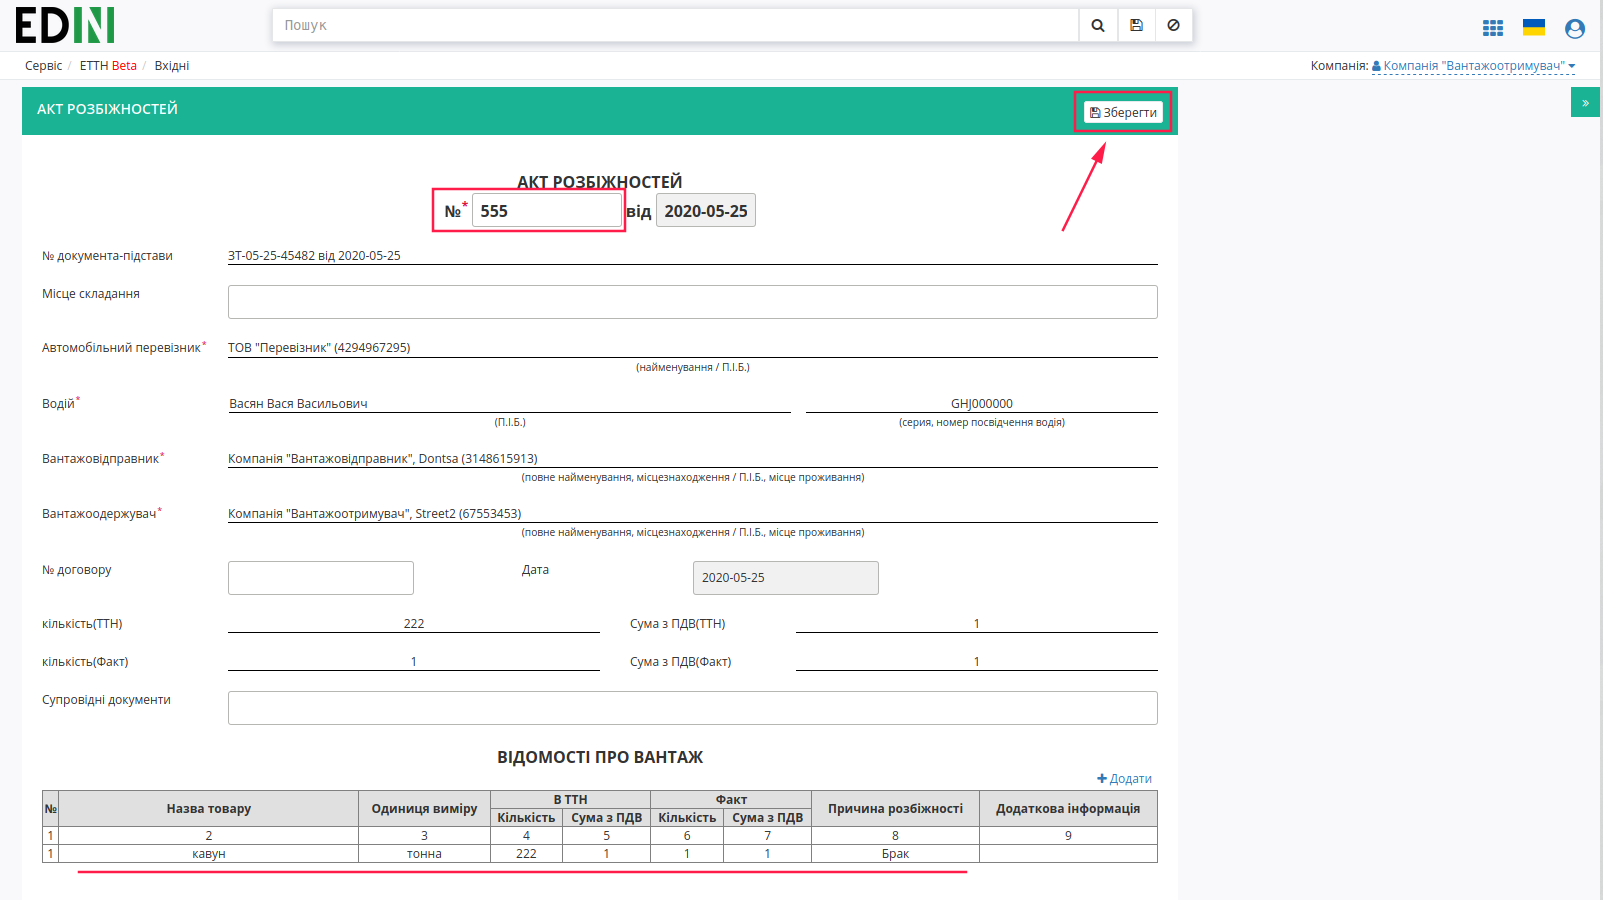 EDIN
Пошук
Сервіс / ЕТТН Beta / Вхідні
Компанія: Компанія "Вантажоотримувач"
АКТ РОЗБІЖНОСТЕЙ
Зберегти
»
АКТ РОЗБІЖНОСТЕЙ
№* 555 від 2020-05-25
№ документа-підстави ЗТ-05-25-45482 від 2020-05-25
Місце складання
Автомобільний перевізник* ТОВ "Перевізник" (4294967295)
(найменування / П.І.Б.)
Водій* Васян Вася Васильович GHJ000000
(П.І.Б.) (серия, номер посвідчення водія)
Вантажовідправник* Компанія "Вантажовідправник", Dontsa (3148615913)
(повне найменування, місцезнаходження / П.І.Б., місце проживання)
Вантажоодержувач* Компанія "Вантажоотримувач", Street2 (67553453)
(повне найменування, місцезнаходження / П.І.Б., місце проживання)
№ договору Дата 2020-05-25
кількість(ТТН) 222 Сума з ПДВ(ТТН) 1
кількість(Факт) 1 Сума з ПДВ(Факт) 1
Супровідні документи
ВІДОМОСТІ ПРО ВАНТАЖ
Додати
№ Назва товару Одиниця виміру В ТТН Факт Причина розбіжності Додаткова інформація
Кількість Сума з ПДВ Кількість Сума з ПДВ
1 2 3 4 5 6 7 8 9
1 кавун тонна 222 1 1 1 Брак